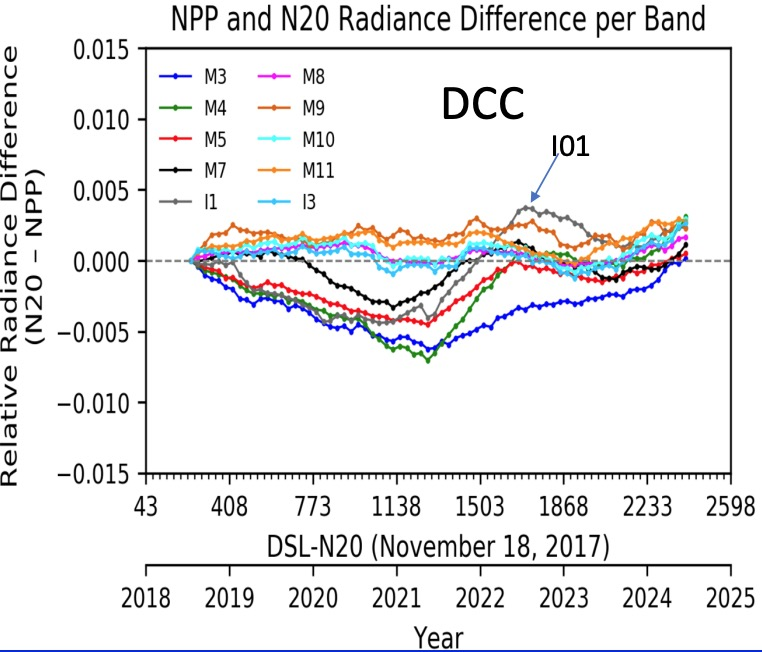 NPP and N20 Radiance Difference per Band
Relative Radiance Difference
(N20 − NPP)
0.015
0.010
0.005
0.000
−0.005
−0.010
−0.015
M3
M4
M5
M7
I1
M8
M9
M10
M11
I3
DCC
I01
43 408 773 1138 1503 1868 2233 2598
DSL-N20 (November 18, 2017)
2018 2019 2020 2021 2022 2023 2024 2025
Year